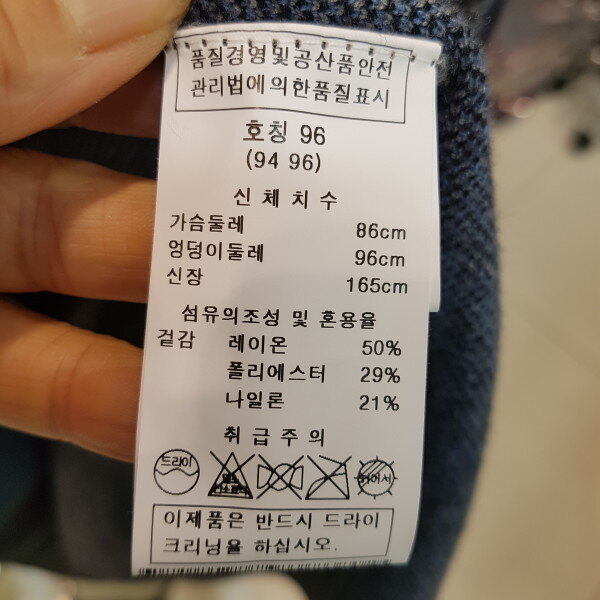 품질경영및공산품안전
관리법에의한품질표시
호칭 96
(94 96)
신체치수
가슴둘레 86cm
엉덩이둘레 96cm
신장 165cm
섬유의조성 및 혼용율
겉감 레이온 50%
폴리에스터 29%
나일론 21%
취급주의
드라이
이제품은 반드시 드라이
크리닝을 하십시오.